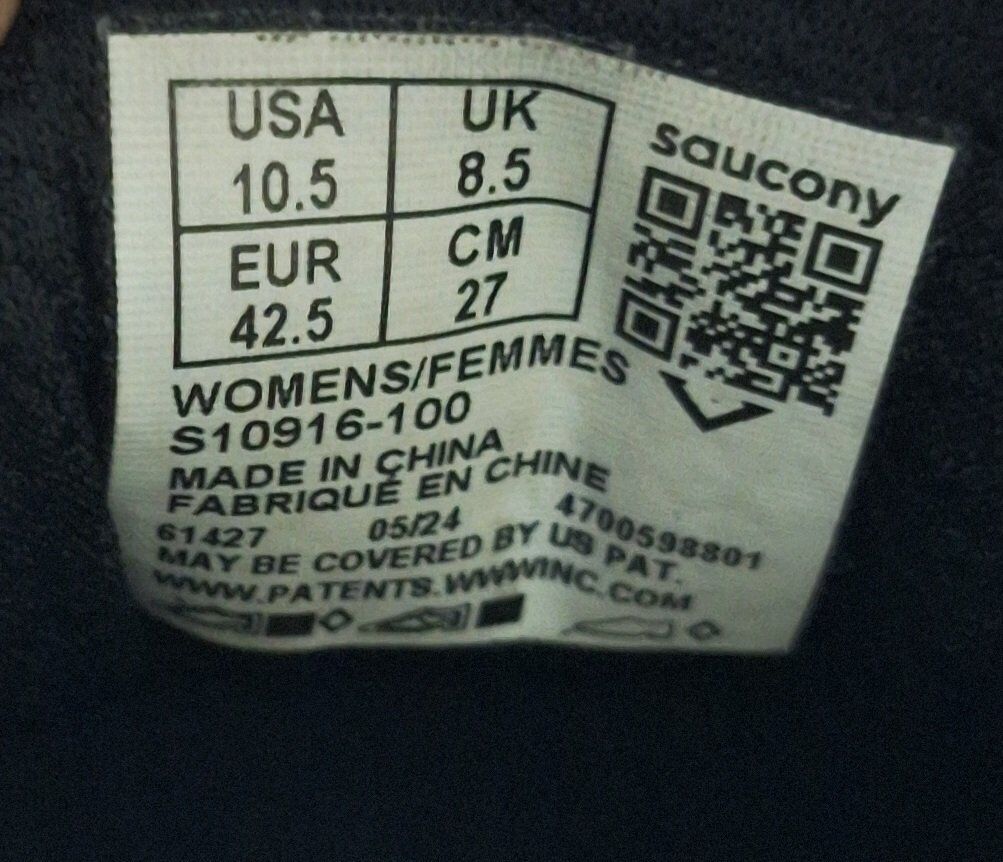 USA UK
10.5 8.5
EUR CM
42.5 27
saucony
WOMENS/FEMMES
S10916-100
MADE IN CHINA
FABRIQUÉ EN CHINE
61427 05/24 4700598801
MAY BE COVERED BY US PAT.
WWW.PATENTS.WWWINC.COM